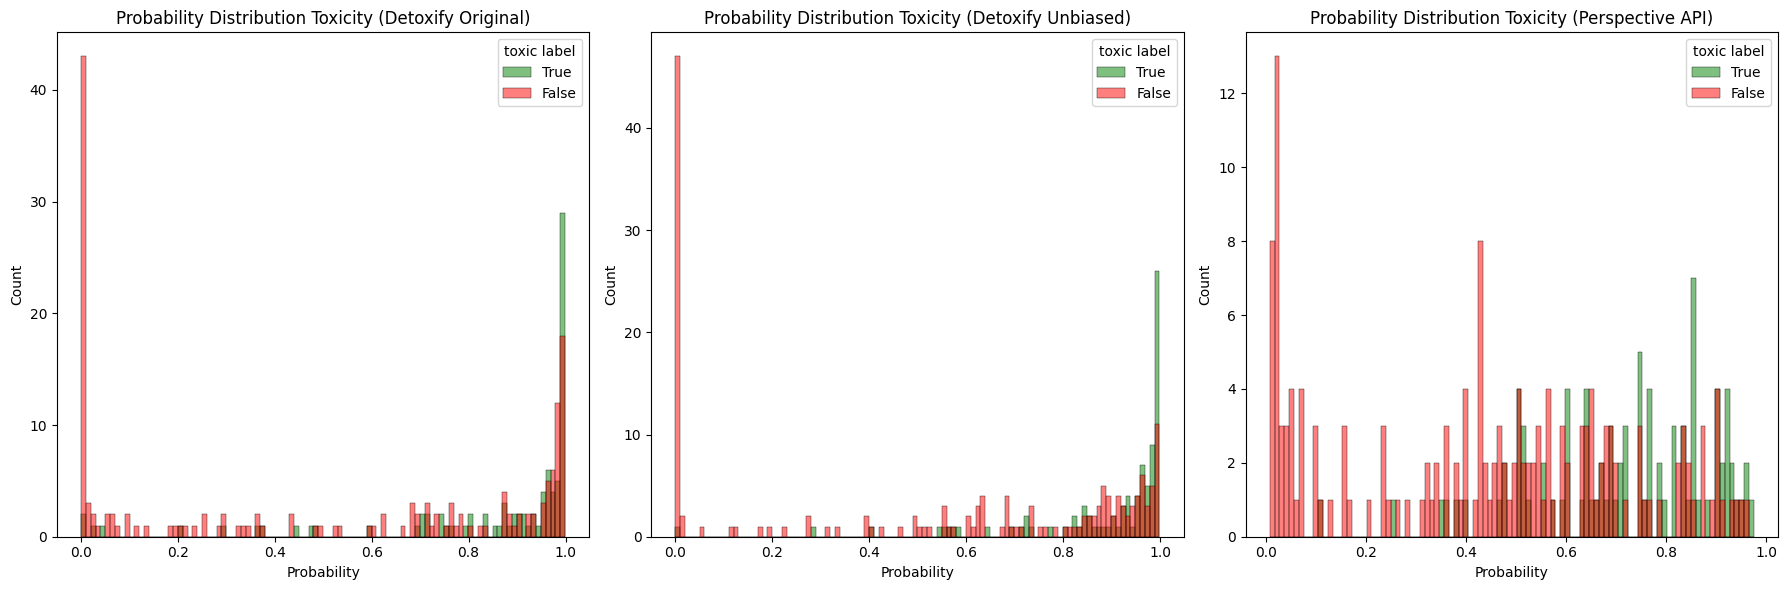 Probability Distribution Toxicity (Detoxify Original)
toxic label
True
False
Count
40
30
20
10
0
0.0 0.2 0.4 0.6 0.8 1.0
Probability
Probability Distribution Toxicity (Detoxify Unbiased)
toxic label
True
False
Count
40
30
20
10
0
0.0 0.2 0.4 0.6 0.8 1.0
Probability
Probability Distribution Toxicity (Perspective API)
toxic label
True
False
Count
12
10
8
6
4
2
0
0.0 0.2 0.4 0.6 0.8 1.0
Probability